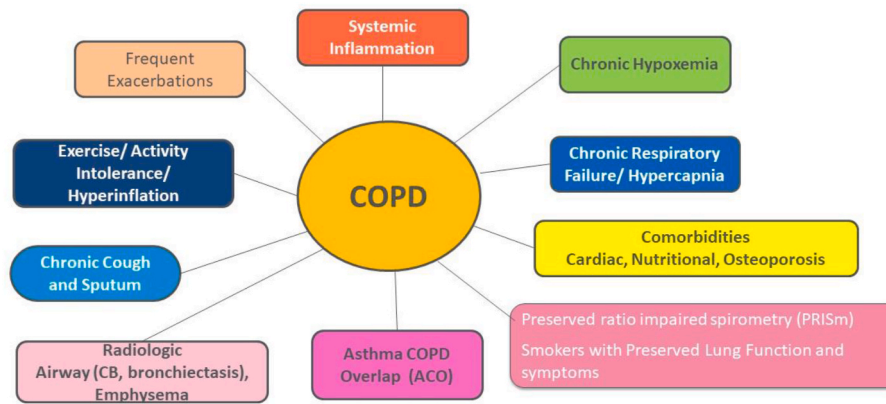 Systemic
Inflammation
Frequent
Exacerbations
Chronic Hypoxemia
Exercise/ Activity
Intolerance/
Hyperinflation
COPD
Chronic Respiratory
Failure/ Hypercapnia
Chronic Cough
and Sputum
Comorbidities
Cardiac, Nutritional, Osteoporosis
Radiologic
Airway (CB, bronchiectasis),
Emphysema
Asthma COPD
Overlap (ACO)
Preserved ratio impaired spirometry (PRISm)
Smokers with Preserved Lung Function and
symptoms